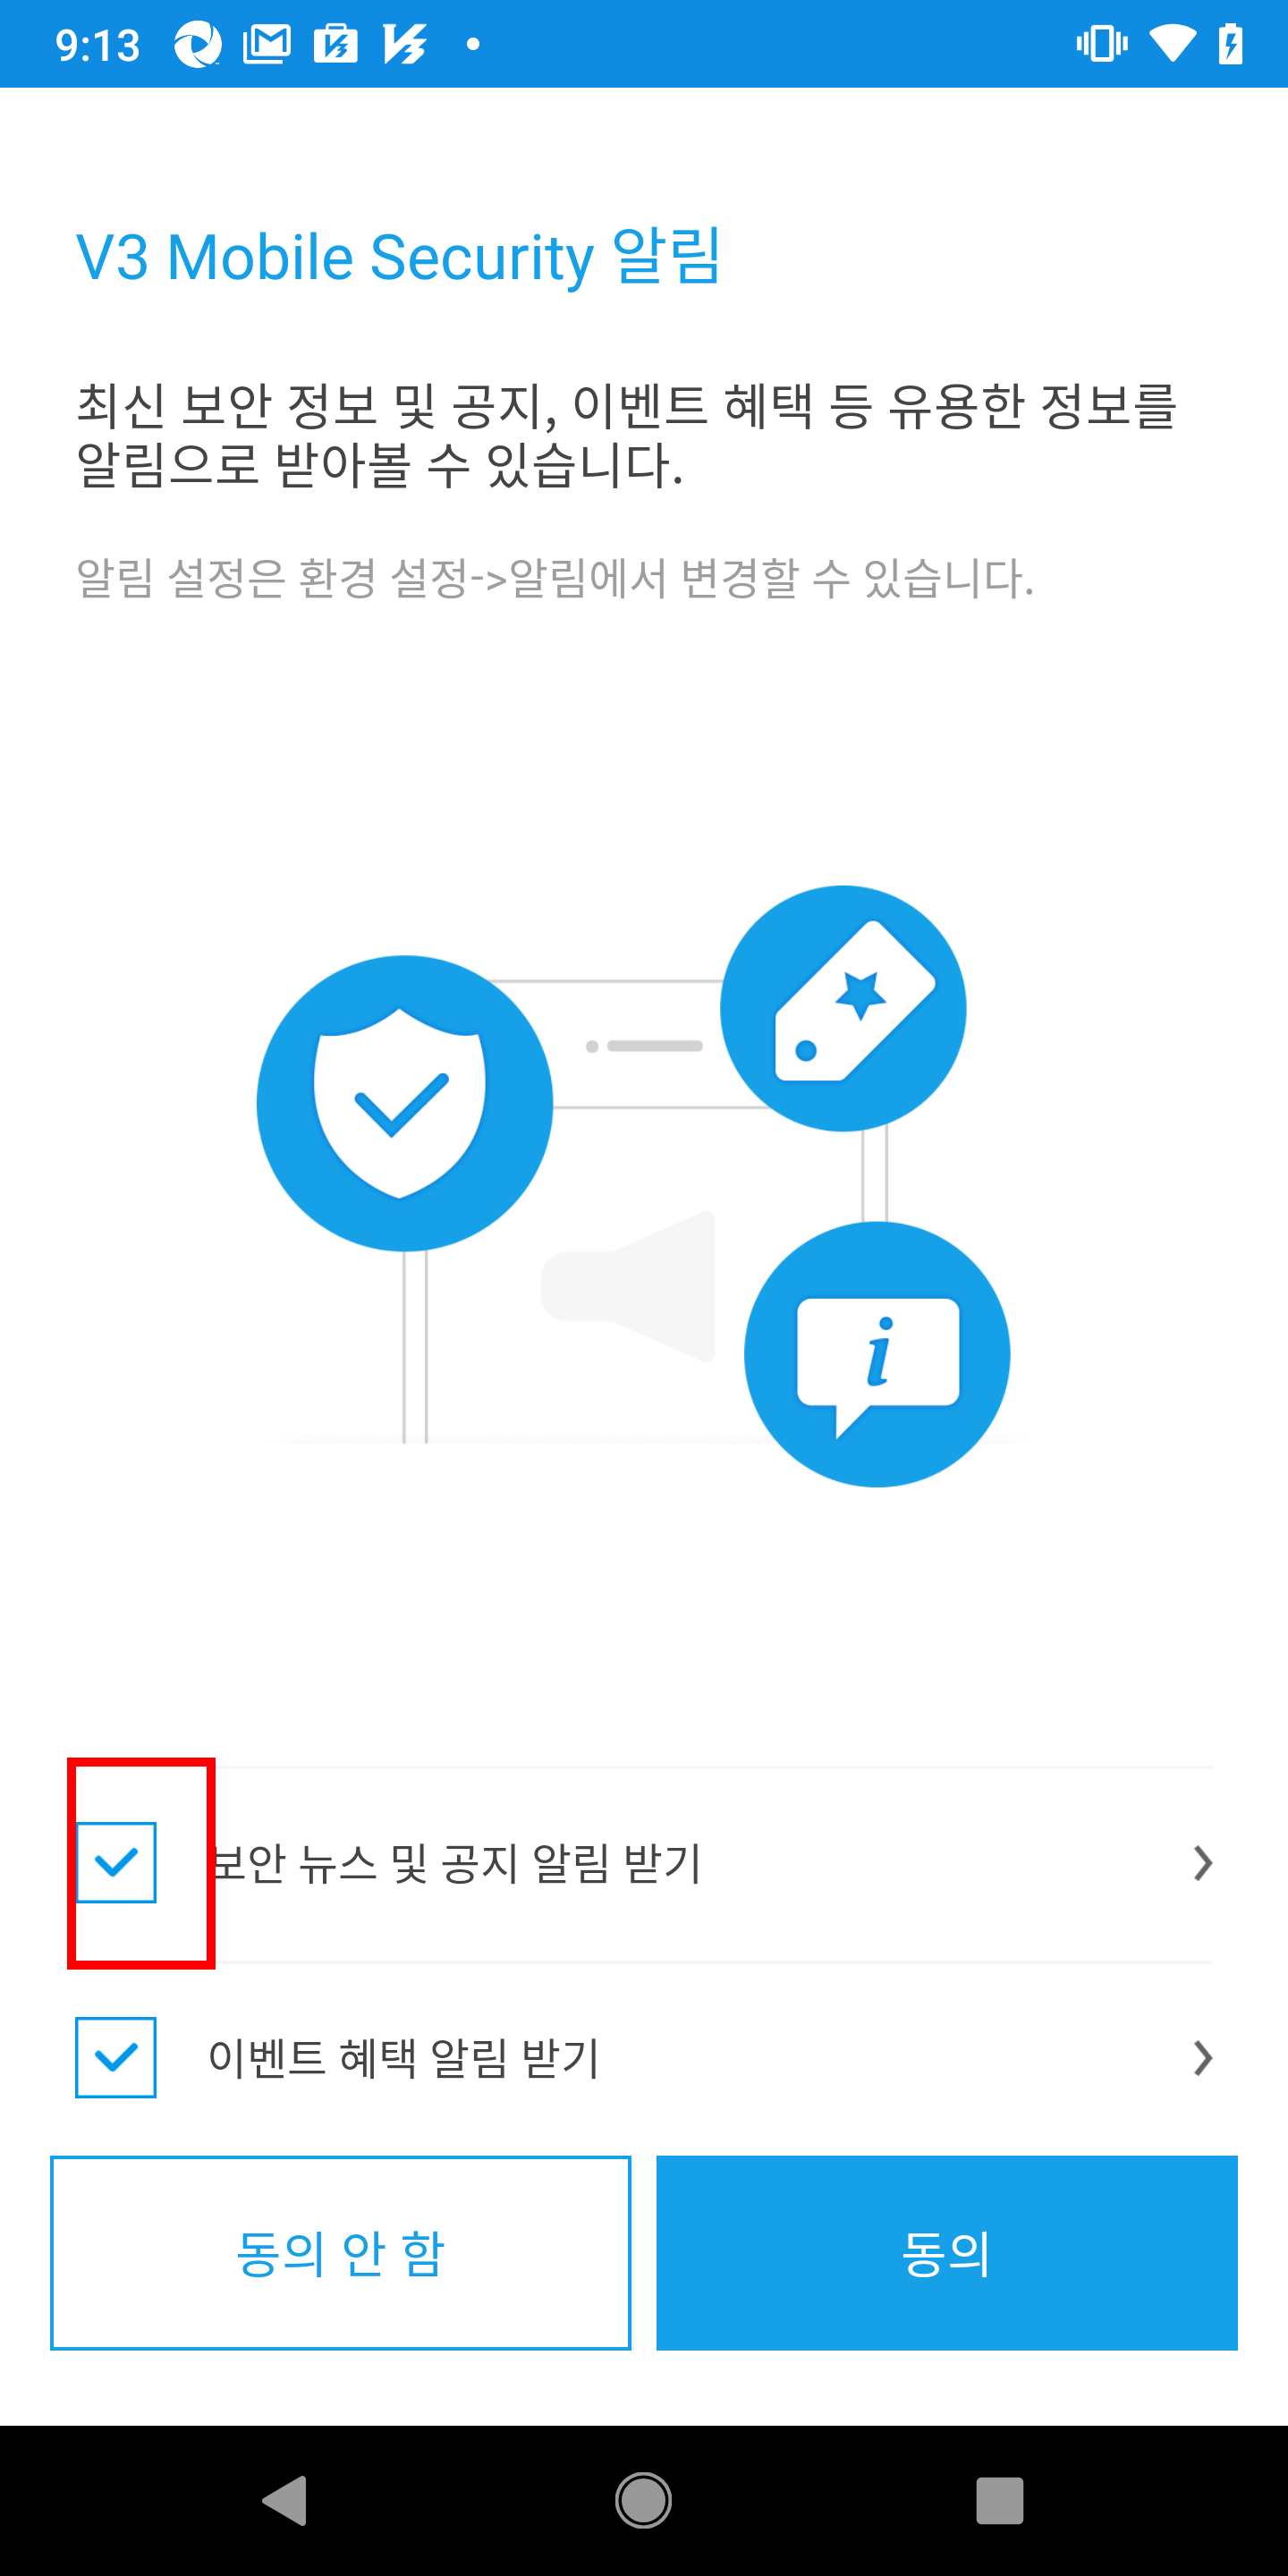 9:13
V3 Mobile Security 알림
최신 보안 정보 및 공지, 이벤트 혜택 등 유용한 정보를
알림으로 받아볼 수 있습니다.
알림 설정은 환경 설정->알림에서 변경할 수 있습니다.
i
보안 뉴스 및 공지 알림 받기
이벤트 혜택 알림 받기
동의 안 함
동의